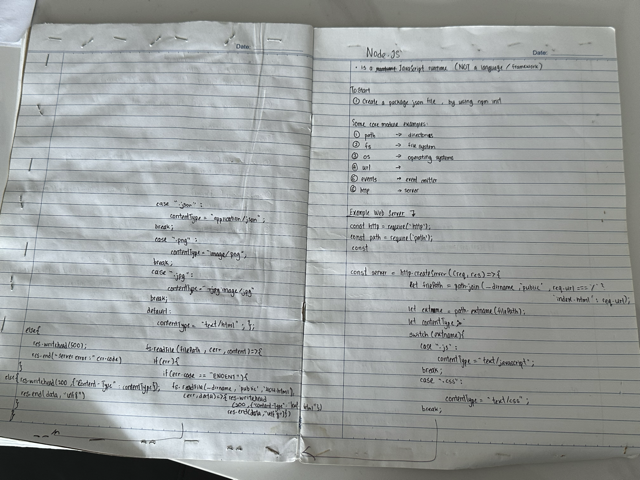 Date:
case ".json" :
contentType = "application/json" ;
break;
case ".png" :
contentType = "image/png";
break;
case ".jpg":
contentType= image/jpg"
break;
default:
contentType = "text/html" ; };
fs.readFile(filePath , (err, content) => {
if (err){
if (err.code == "ENOENT"){
fs.readFile(__dirname, 'public' ,
(err, data) => { res.writeHead
res.end(data, 'utf8')})
else{
res.writeHead(500);
res.end("server error:" err.code)
}
else{ res.writeHead(200, {"Content-Type" : contentType});
res.end( data, "utf8")
}
Node.JS
Date:
• is a JavaScript runtime (NOT a language / framework)
To Start
① Create a package.json file , by using npm init
Some core module examples:
① path → directories
② fs → file system
③ os → operating systems
④ url →
⑤ events → event emitter
⑥ http → server
Example Web Server ↴
const http = require('http');
const path = require('path');
const
const server = http.createServer((req, res) => {
let filePath = path.join(__dirname, 'public' , req.url === '/' ?
'index.html' : req.url);
let extname = path.extname(filePath);
let contentType
switch(extname){
case ".js":
contentType = "text/javascript";
break;
case ".css":
contentType = "text/css" ;
break;